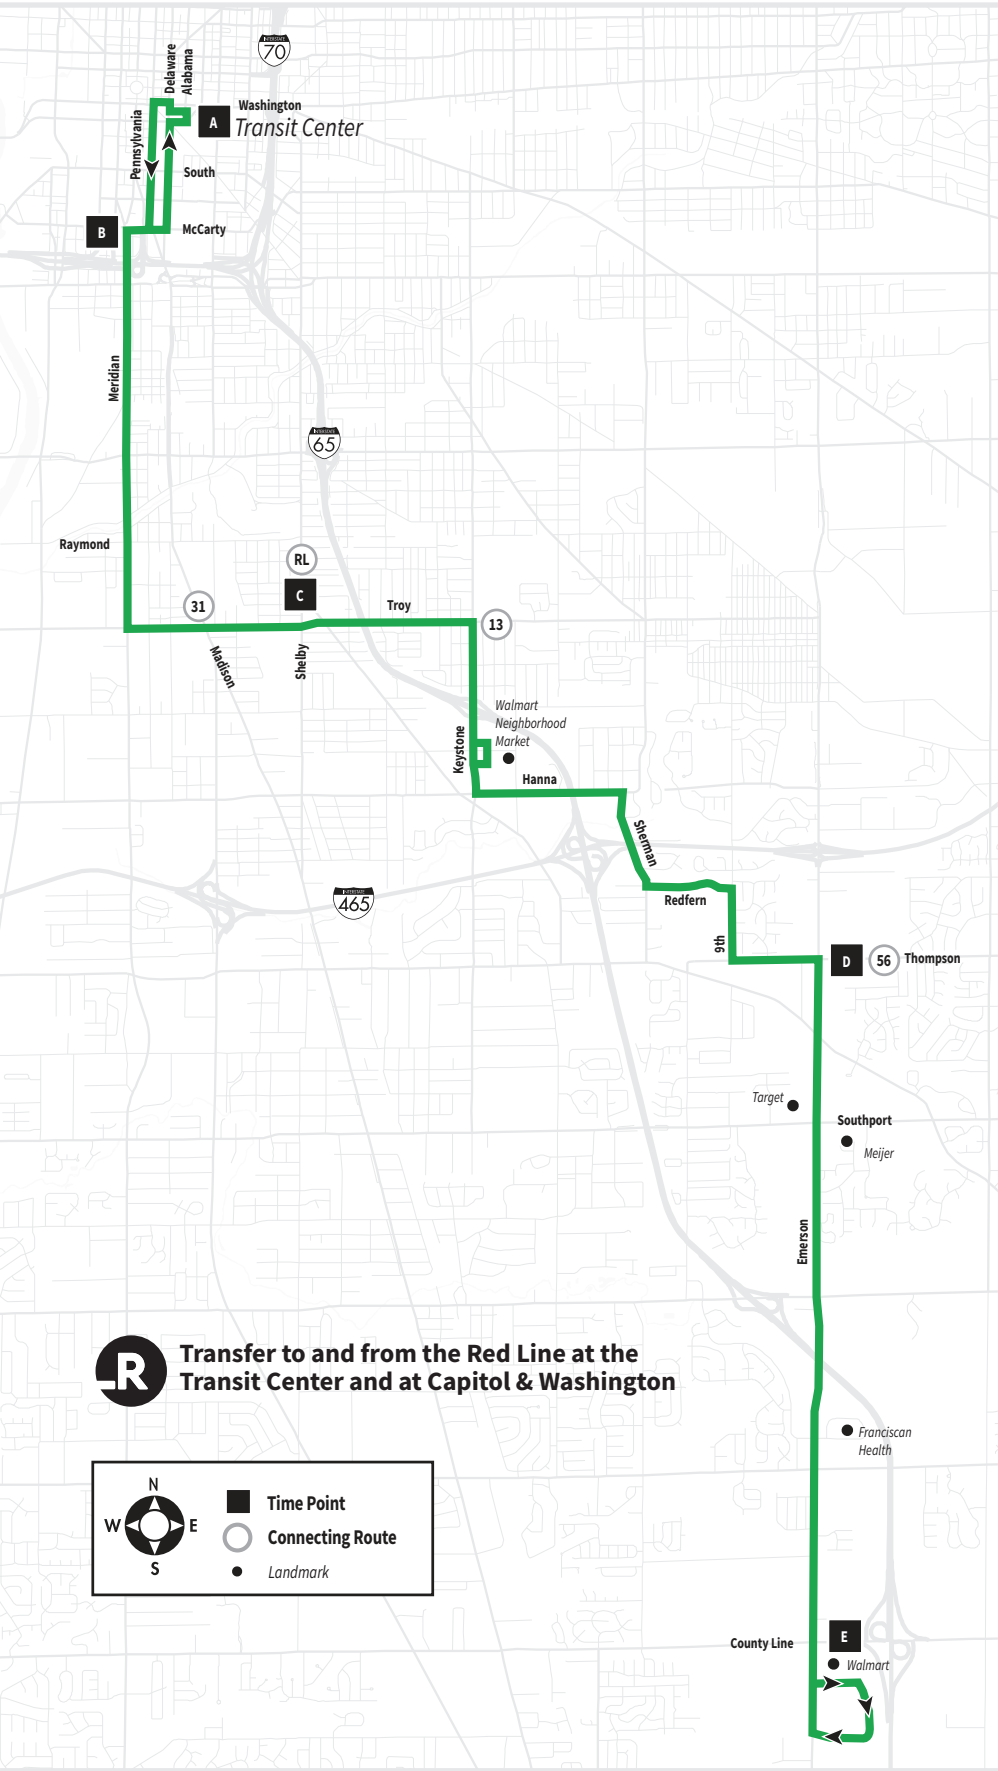 Delaware
Alabama
INTERSTATE
70
Pennsylvania
Washington
A
Transit Center
South
B
McCarty
Meridian
INTERSTATE
65
Raymond
RL
C
31
Troy
13
Madison
Shelby
Walmart
Neighborhood
Market
Keystone
Hanna
Sherman
INTERSTATE
465
Redfern
9th
D
56
Thompson
Target
Southport
Meijer
Emerson
R
Transfer to and from the Red Line at the
Transit Center and at Capitol & Washington
Franciscan
Health
N
W
E
S
Time Point
Connecting Route
Landmark
County Line
E
Walmart